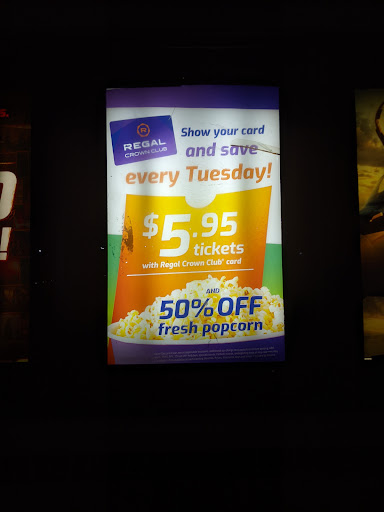 REGAL
CROWN CLUB
Show your card
and save
every Tuesday!
$5.95
tickets
with Regal Crown Club® card
AND
50% OFF
fresh popcorn